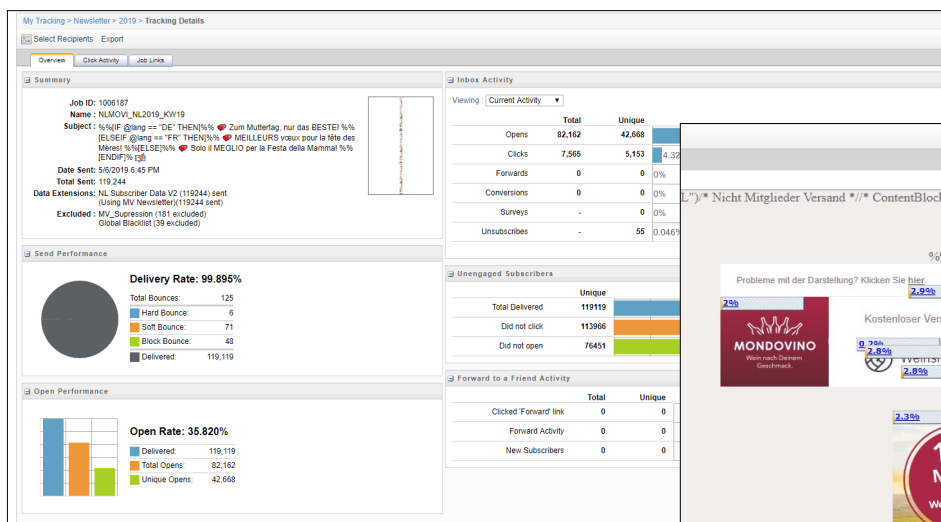 My Tracking > Newsletter > 2019 > Tracking Details
Select Recipients Export
Overview Click Activity Job Links
Summary
Job ID: 1006187
Name : NLMOVI_NL2019_KW19
Subject : %%[IF @lang == "DE" THEN]%% 💕 Zum Muttertag, nur das BESTE! %%
[ELSEIF @lang == "FR" THEN]%% 💕 MEILLEURS vœux pour la fête des
Mères! %%[ELSE]%% 💕 Solo il MEGLIO per la Festa della Mamma! %%
[ENDIF]%
Date Sent: 5/6/2019 6:45 PM
Total Sent: 119,244
Data Extensions: NL Subscriber Data V2 (119244) sent
(Using MV Newsletter)(119244 sent)
Excluded : MV_Supression (181 excluded)
Global Blacklist (39 excluded)
Send Performance
Delivery Rate: 99.895%
Total Bounces: 125
Hard Bounce: 6
Soft Bounce: 71
Block Bounce: 48
Delivered: 119,119
Open Performance
Open Rate: 35.820%
Delivered: 119,119
Total Opens: 82,162
Unique Opens: 42,668
Inbox Activity
Viewing : Current Activity
Total Unique
Opens 82,162 42,668
Clicks 7,565 5,153 4.32
Forwards 0 0 0%
Conversions 0 0 0%
Surveys - 0 0%
Unsubscribes - 55 0.046%
Unengaged Subscribers
Unique
Total Delivered 119119
Did not click 113966
Did not open 76451
Forward to a Friend Activity
Total Unique
Clicked 'Forward' link 0 0
Forward Activity 0 0
New Subscribers 0 0
L")/* Nicht Mitglieder Versand *//* ContentBlock
%%
Probleme mit der Darstellung? Klicken Sie hier
2.9%
2%
MONDOVINO
Wein nach Deinem
Geschmack.
Kostenloser Vers
0.2%
2.8%
2.8%
2.3%